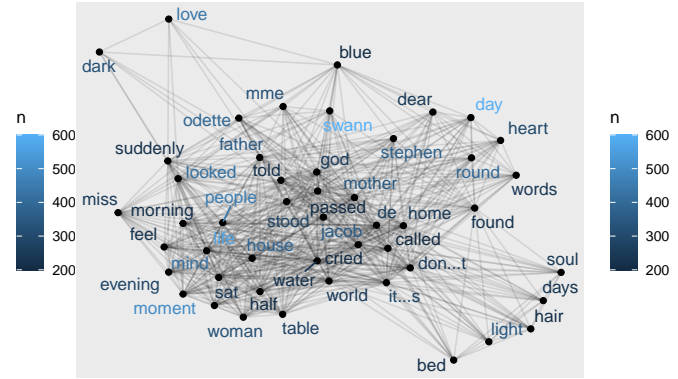 love
dark
blue
n
600
500
400
300
200
mme
dear
day
odette
swann
heart
father
stephen
suddenly
god
looked
told
round
mother
words
people
miss
morning
passed
stood
de
home
found
feel
jacob
called
house
mind
cried
don...t
soul
evening
water
days
sat
world
it...s
moment
half
hair
woman
table
light
bed
n
600
500
400
300
200